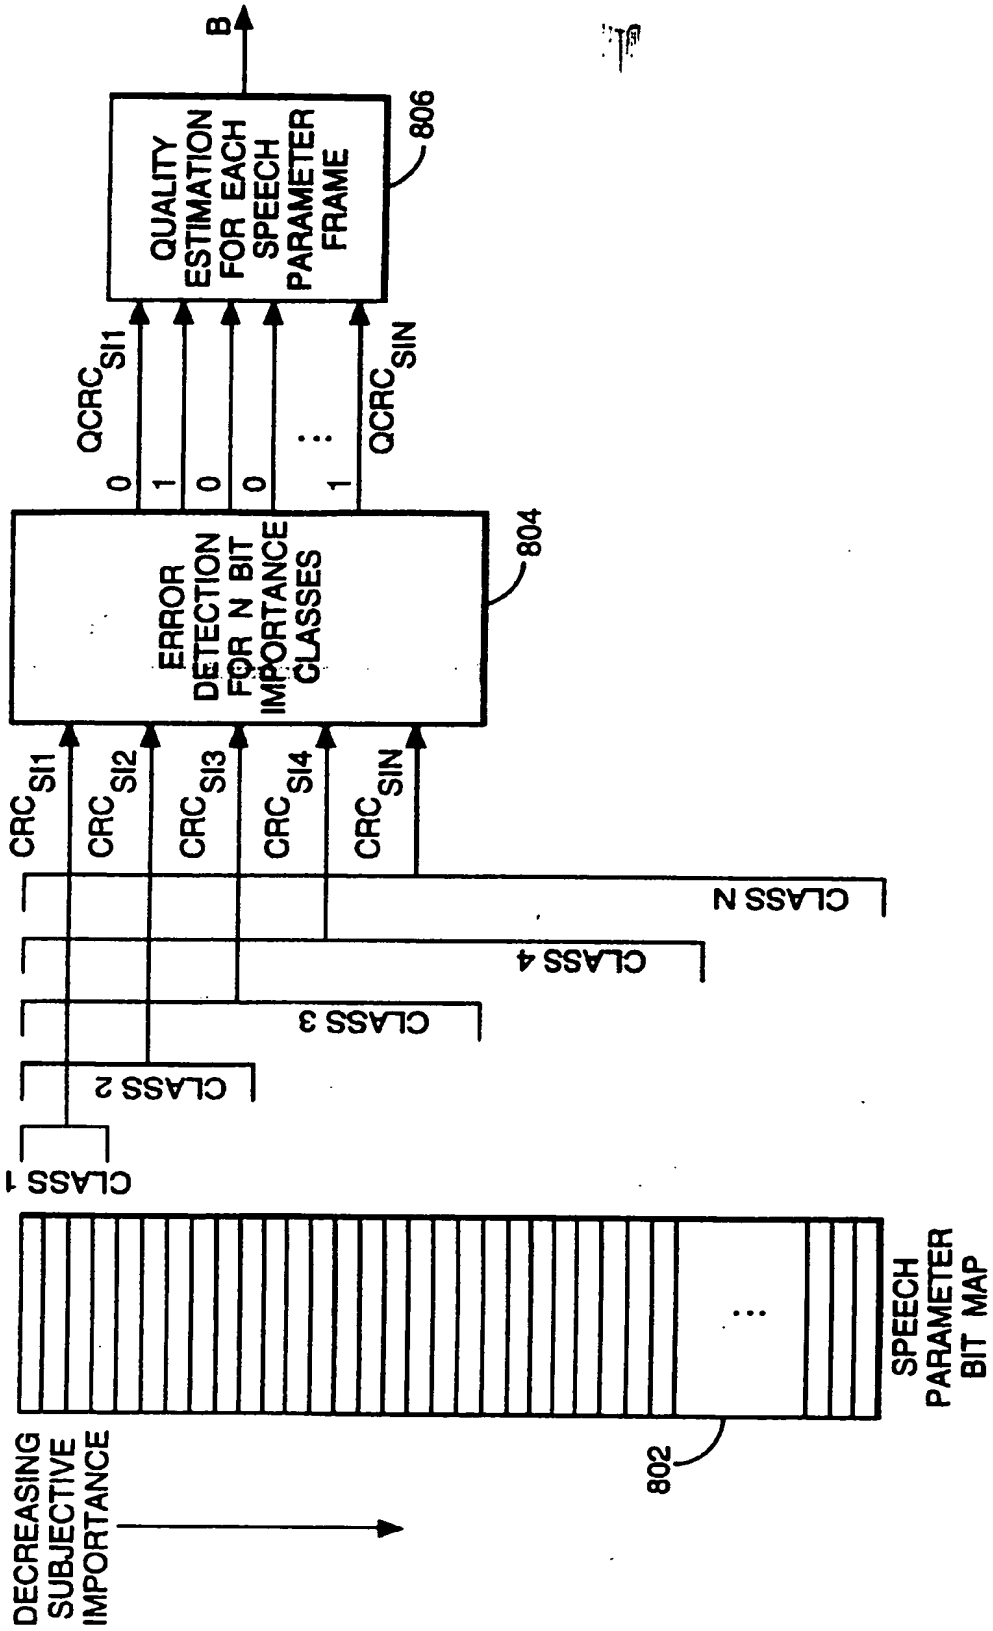 DECREASING
SUBJECTIVE
IMPORTANCE
802
...
SPEECH
PARAMETER
BIT MAP
CLASS 1
CLASS 2
CLASS 3
CLASS 4
CLASS N
CRC SI1
CRC SI2
CRC SI3
CRC SI4
CRC SIN
ERROR
DETECTION
FOR N BIT
IMPORTANCE
CLASSES
804
0
1
0
0
...
1
QCRC SI1
QCRC SIN
QUALITY
ESTIMATION
FOR EACH
SPEECH
PARAMETER
FRAME
806
B